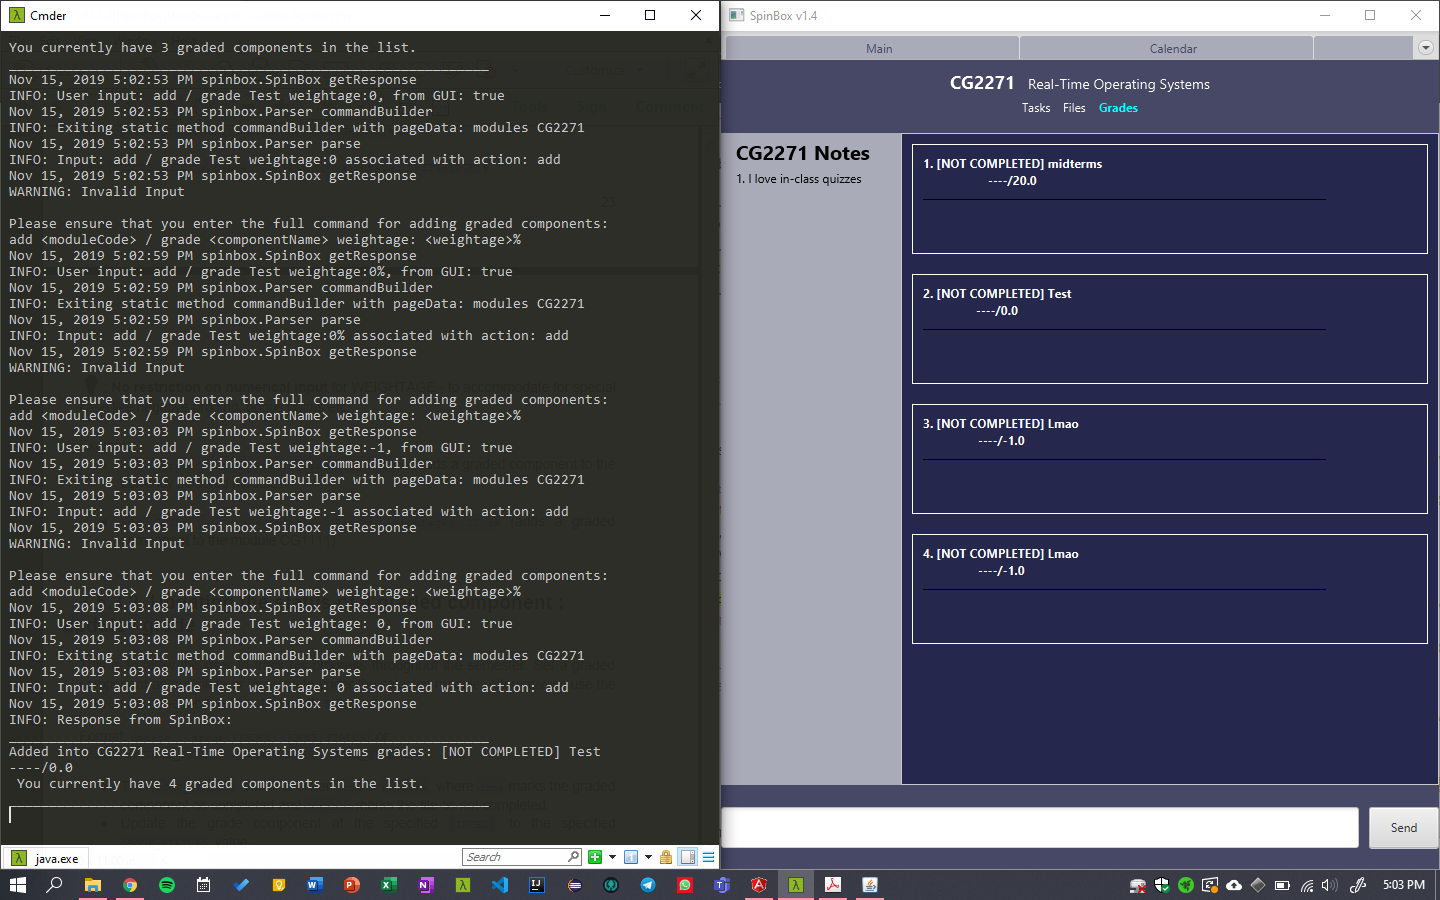 Cmder
You currently have 3 graded components in the list.
Nov 15, 2019 5:02:53 PM spinbox.SpinBox getResponse
INFO: User input: add / grade Test weightage:0, from GUI: true
Nov 15, 2019 5:02:53 PM spinbox.Parser commandBuilder
INFO: Exiting static method commandBuilder with pageData: modules CG2271
Nov 15, 2019 5:02:53 PM spinbox.Parser parse
INFO: Input: add / grade Test weightage:0 associated with action: add
Nov 15, 2019 5:02:53 PM spinbox.SpinBox getResponse
WARNING: Invalid Input
Please ensure that you enter the full command for adding graded components:
add <moduleCode> / grade <componentName> weightage: <weightage>%
Nov 15, 2019 5:02:59 PM spinbox.SpinBox getResponse
INFO: User input: add / grade Test weightage:0%, from GUI: true
Nov 15, 2019 5:02:59 PM spinbox.Parser commandBuilder
INFO: Exiting static method commandBuilder with pageData: modules CG2271
Nov 15, 2019 5:02:59 PM spinbox.Parser parse
INFO: Input: add / grade Test weightage:0% associated with action: add
Nov 15, 2019 5:02:59 PM spinbox.SpinBox getResponse
WARNING: Invalid Input
Please ensure that you enter the full command for adding graded components:
add <moduleCode> / grade <componentName> weightage: <weightage>%
Nov 15, 2019 5:03:03 PM spinbox.SpinBox getResponse
INFO: User input: add / grade Test weightage:-1, from GUI: true
Nov 15, 2019 5:03:03 PM spinbox.Parser commandBuilder
INFO: Exiting static method commandBuilder with pageData: modules CG2271
Nov 15, 2019 5:03:03 PM spinbox.Parser parse
INFO: Input: add / grade Test weightage:-1 associated with action: add
Nov 15, 2019 5:03:03 PM spinbox.SpinBox getResponse
WARNING: Invalid Input
Please ensure that you enter the full command for adding graded components:
add <moduleCode> / grade <componentName> weightage: <weightage>%
Nov 15, 2019 5:03:08 PM spinbox.SpinBox getResponse
INFO: User input: add / grade Test weightage: 0, from GUI: true
Nov 15, 2019 5:03:08 PM spinbox.Parser commandBuilder
INFO: Exiting static method commandBuilder with pageData: modules CG2271
Nov 15, 2019 5:03:08 PM spinbox.Parser parse
INFO: Input: add / grade Test weightage: 0 associated with action: add
Nov 15, 2019 5:03:08 PM spinbox.SpinBox getResponse
INFO: Response from SpinBox:
Added into CG2271 Real-Time Operating Systems grades: [NOT COMPLETED] Test
----/0.0
You currently have 4 graded components in the list.
java.exe
Search
SpinBox v1.4
Main
Calendar
CG2271 Real-Time Operating Systems
Tasks Files Grades
CG2271 Notes
1. I love in-class quizzes
1. [NOT COMPLETED] midterms
----/20.0
2. [NOT COMPLETED] Test
----/0.0
3. [NOT COMPLETED] Lmao
----/-1.0
4. [NOT COMPLETED] Lmao
----/-1.0
Send
5:03 PM